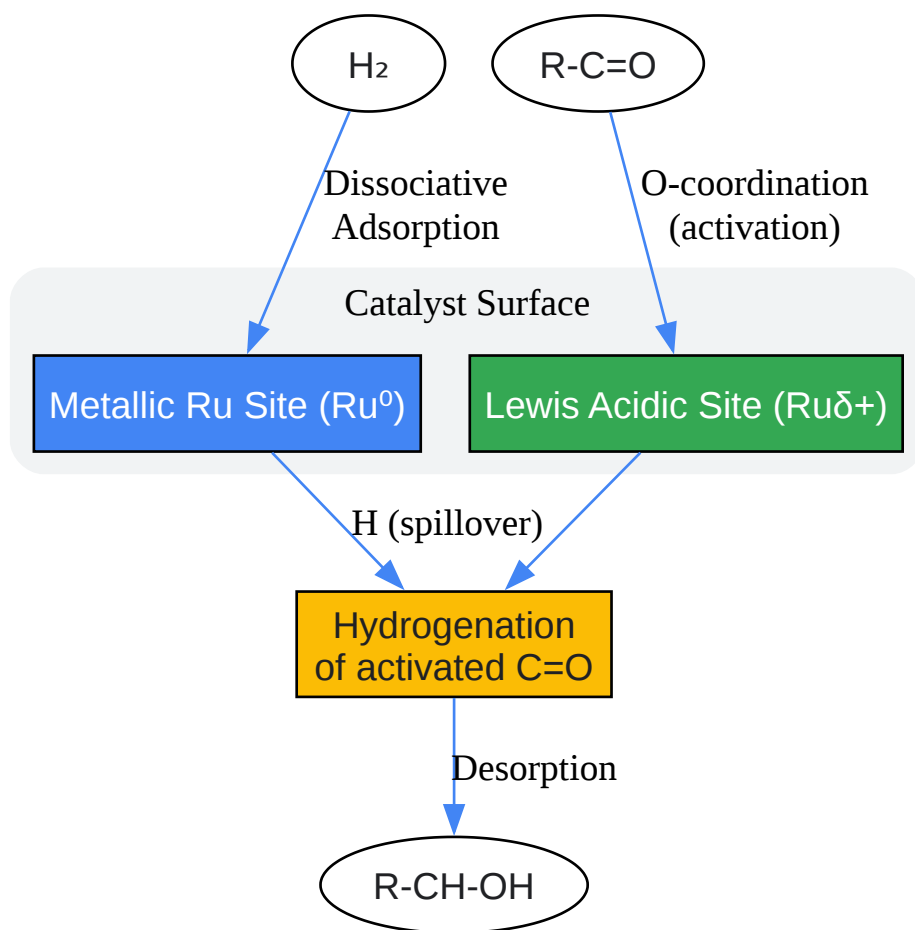 H₂
R-C=O
Dissociative
Adsorption
O-coordination
(activation)
Catalyst Surface
Metallic Ru Site (Ru⁰)
Lewis Acidic Site (Ruδ+)
H (spillover)
Hydrogenation
of activated C=O
Desorption
R-CH-OH